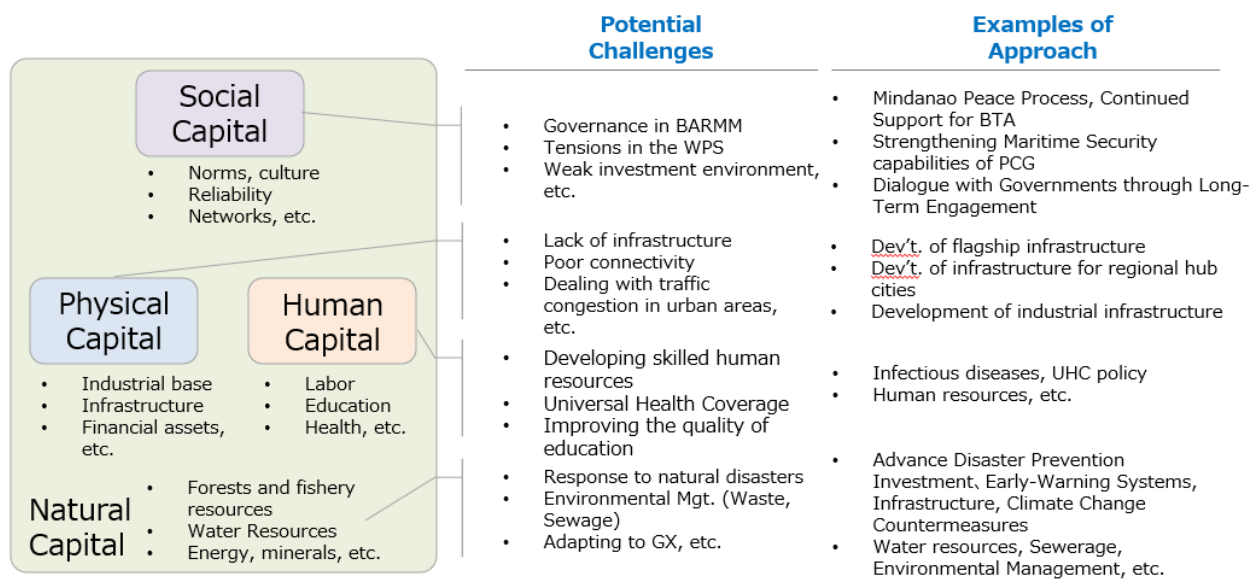 Potential
Challenges
Examples of
Approach
Social
Capital
• Norms, culture
• Reliability
• Networks, etc.
• Governance in BARMM
• Tensions in the WPS
• Weak investment environment,
etc.
• Mindanao Peace Process, Continued
Support for BTA
• Strengthening Maritime Security
capabilities of PCG
• Dialogue with Governments through Long-
Term Engagement
Physical
Capital
• Industrial base
• Infrastructure
• Financial assets,
etc.
• Lack of infrastructure
• Poor connectivity
• Dealing with traffic
congestion in urban areas,
etc.
• Dev’t. of flagship infrastructure
• Dev’t. of infrastructure for regional hub
cities
• Development of industrial infrastructure
Human
Capital
• Labor
• Education
• Health, etc.
• Developing skilled human
resources
• Universal Health Coverage
• Improving the quality of
education
• Infectious diseases, UHC policy
• Human resources, etc.
Natural
Capital
• Forests and fishery
resources
• Water Resources
• Energy, minerals, etc.
• Response to natural disasters
• Environmental Mgt. (Waste,
Sewage)
• Adapting to GX, etc.
• Advance Disaster Prevention
Investment、Early-Warning Systems,
Infrastructure, Climate Change
Countermeasures
• Water resources, Sewerage,
Environmental Management, etc.